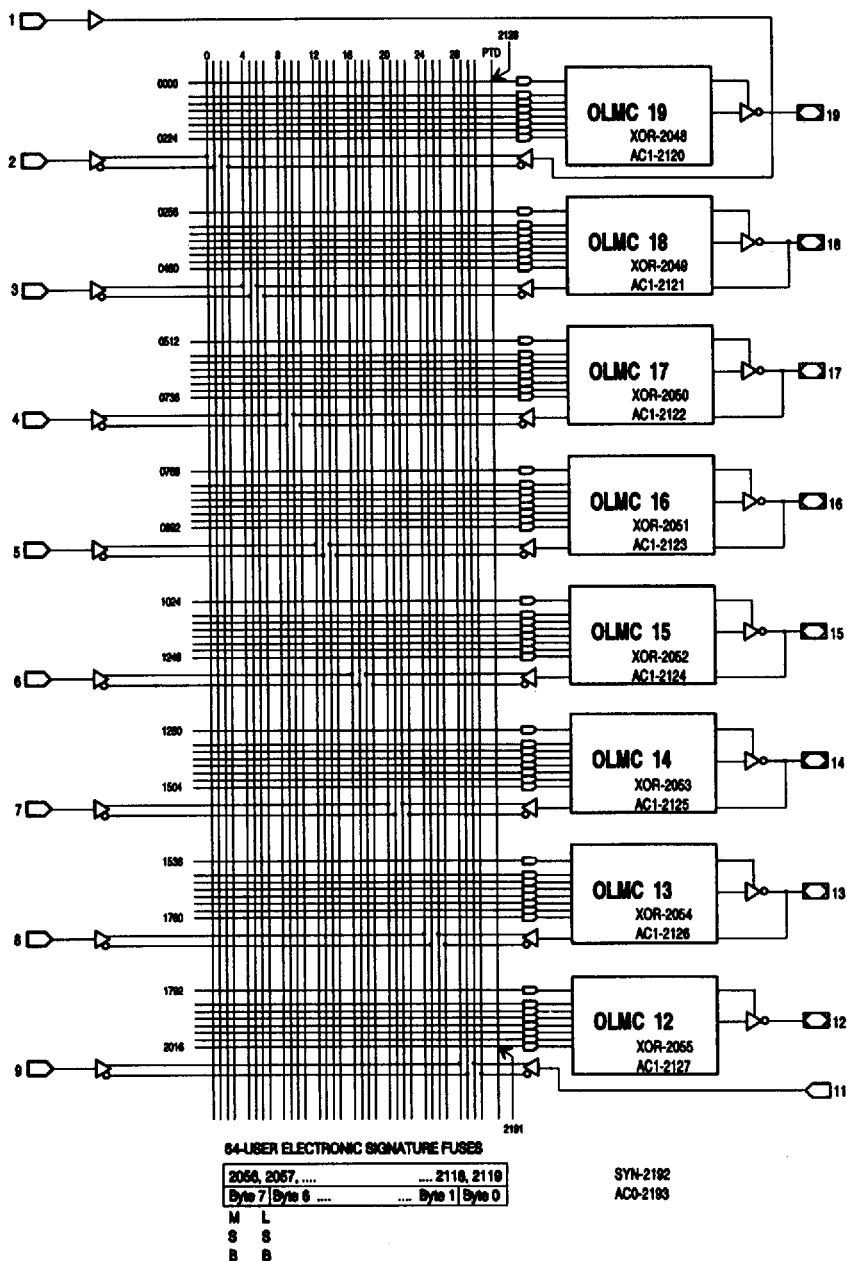 1
2128
0 4 8 12 16 20 24 28 PTD
0000
OLMC 19
XOR-2048
AC1-2120
19
0224
2
0256
OLMC 18
XOR-2049
AC1-2121
18
0480
3
0512
OLMC 17
XOR-2050
AC1-2122
17
0736
4
0768
OLMC 16
XOR-2051
AC1-2123
16
0992
5
1024
OLMC 15
XOR-2052
AC1-2124
15
1248
6
1280
OLMC 14
XOR-2053
AC1-2125
14
1504
7
1536
OLMC 13
XOR-2054
AC1-2126
13
1760
8
1792
OLMC 12
XOR-2055
AC1-2127
12
2016
9
11
2191
64-USER ELECTRONIC SIGNATURE FUSES
2056, 2057, .... .... 2118, 2119
Byte 7 Byte 6 .... .... Byte 1 Byte 0
M L
S S
B B
SYN-2192
AC0-2193